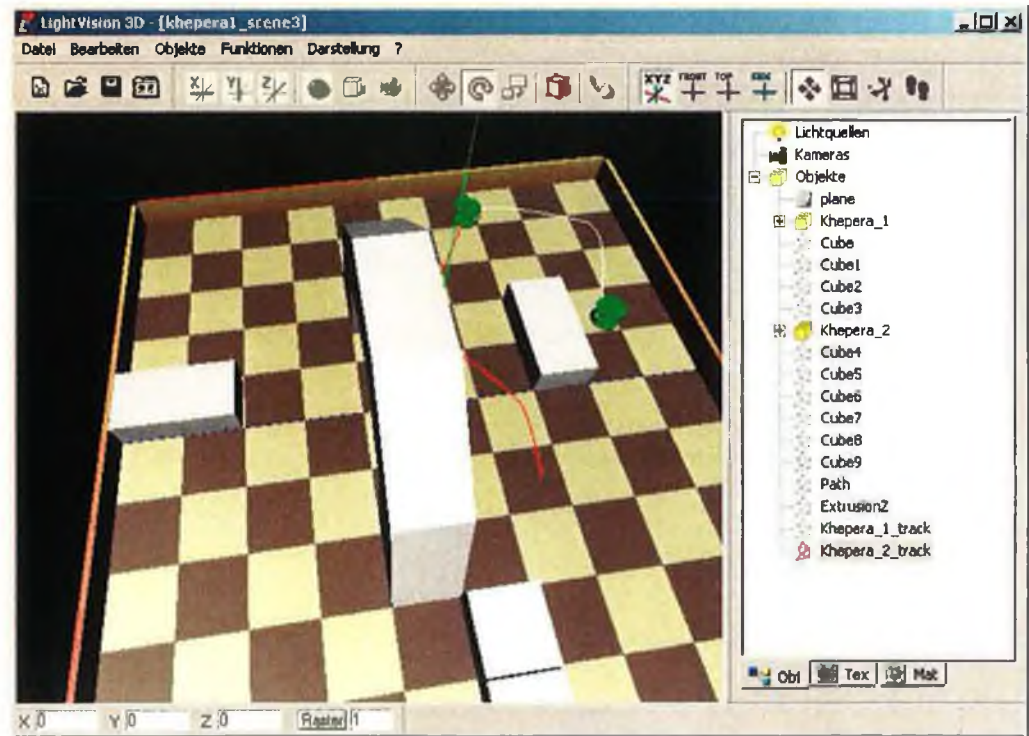 LightVision 3D - [khepera1_scene3]
Datei Bearbeiten Objekte Funktionen Darstellung ?
X Y Z XYZ FRONT TOP SIDE
Lichtquellen
Kameras
Objekte
plane
Khepera_1
Cube
Cube1
Cube2
Cube3
Khepera_2
Cube4
Cube5
Cube6
Cube7
Cube8
Cube9
Path
Extrusion2
Khepera_1_track
Khepera_2_track
Obj Tex Mat
X 0 Y 0 Z 0 Raster 1